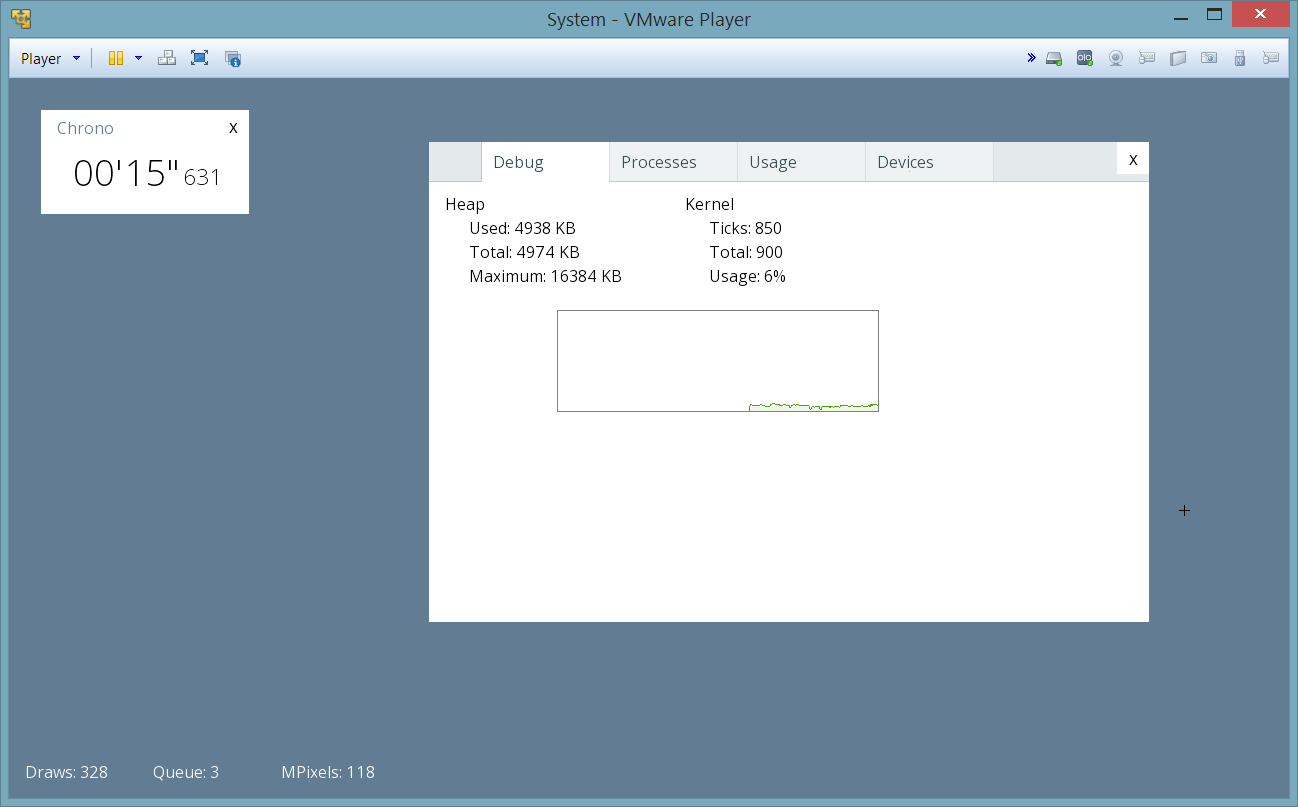 System - VMware Player
Player
Chrono X
00'15"631
Debug Processes Usage Devices X
Heap Kernel
Used: 4938 KB Ticks: 850
Total: 4974 KB Total: 900
Maximum: 16384 KB Usage: 6%
Draws: 328 Queue: 3 MPixels: 118